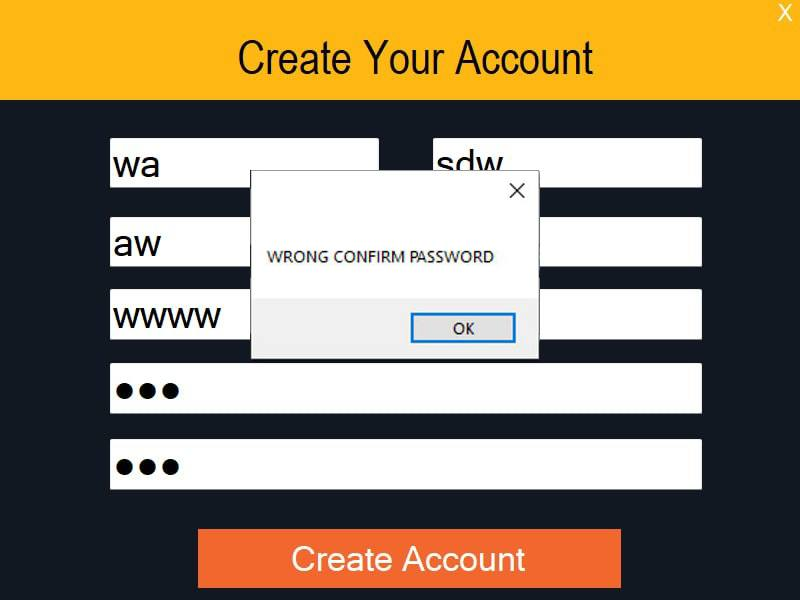 X
Create Your Account
wa
sdw
aw
wwww
WRONG CONFIRM PASSWORD
OK
●●●
●●●
Create Account